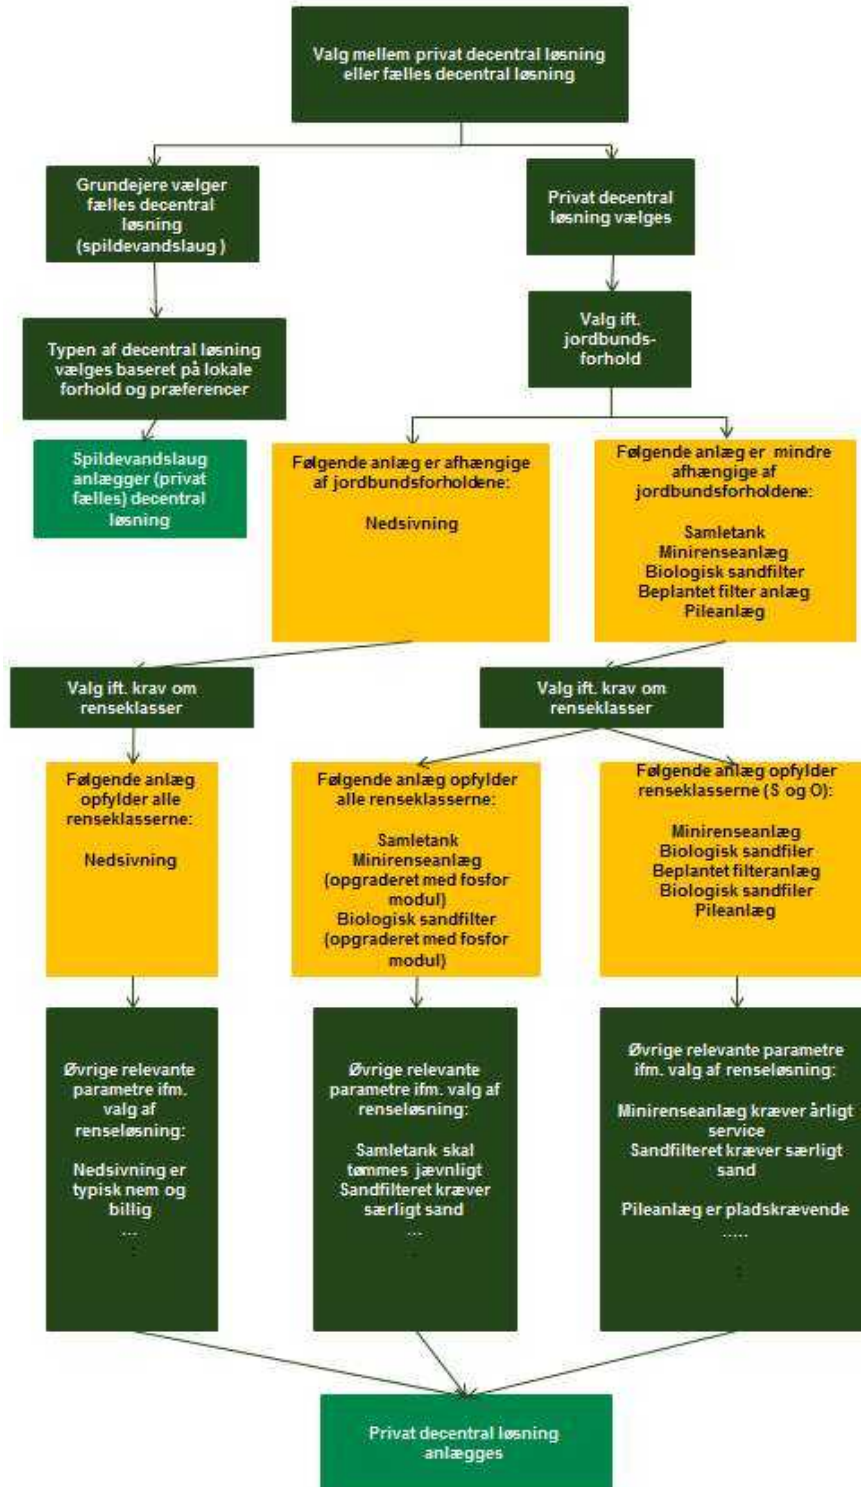 Valg mellem privat decentral løsning
eller fælles decentral løsning
Grundejere vælger
fælles decentral
løsning
(spildevandslaug )
Privat decentral
løsning vælges
Typen af decentral løsning
vælges baseret på lokale
forhold og præferencer
Valg ift.
jordbunds-
forhold
Spildevandslaug
anlægger (privat
fælles) decentral
løsning
Følgende anlæg er afhængige
af jordbundsforholdene:
Nedsivning
Følgende anlæg er mindre
afhængige af
jordbundsforholdene:
Samletank
Minirenseanlæg
Biologisk sandfilter
Beplantet filter anlæg
Pileanlæg
Valg ift. krav om
renseklasser
Valg ift. krav om
renseklasser
Følgende anlæg
opfylder alle
renseklasserne:
Nedsivning
Følgende anlæg opfylder
alle renseklasserne:
Samletank
Minirenseanlæg
(opgraderet med fosfor
modul)
Biologisk sandfilter
(opgraderet med fosfor
modul)
Følgende anlæg opfylder
renseklasserne (S og O):
Minirenseanlæg
Biologisk sandfiler
Beplantet filteranlæg
Biologisk sandfiler
Pileanlæg
Øvrige relevante
parametre ifm.
valg af
renseløsning:
Nedsivning er
typisk nem og
billig
...
:
Øvrige relevante
parametre ifm. valg af
renseløsning:
Samletank skal
tømmes jævnligt
Sandfilteret kræver
særligt sand
...
.
Øvrige relevante parametre
ifm. valg af renseløsning:
Minirenseanlæg kræver årligt
service
Sandfilteret kræver særligt
sand
Pileanlæg er pladskrævende
.....
:
Privat decentral løsning
anlægges